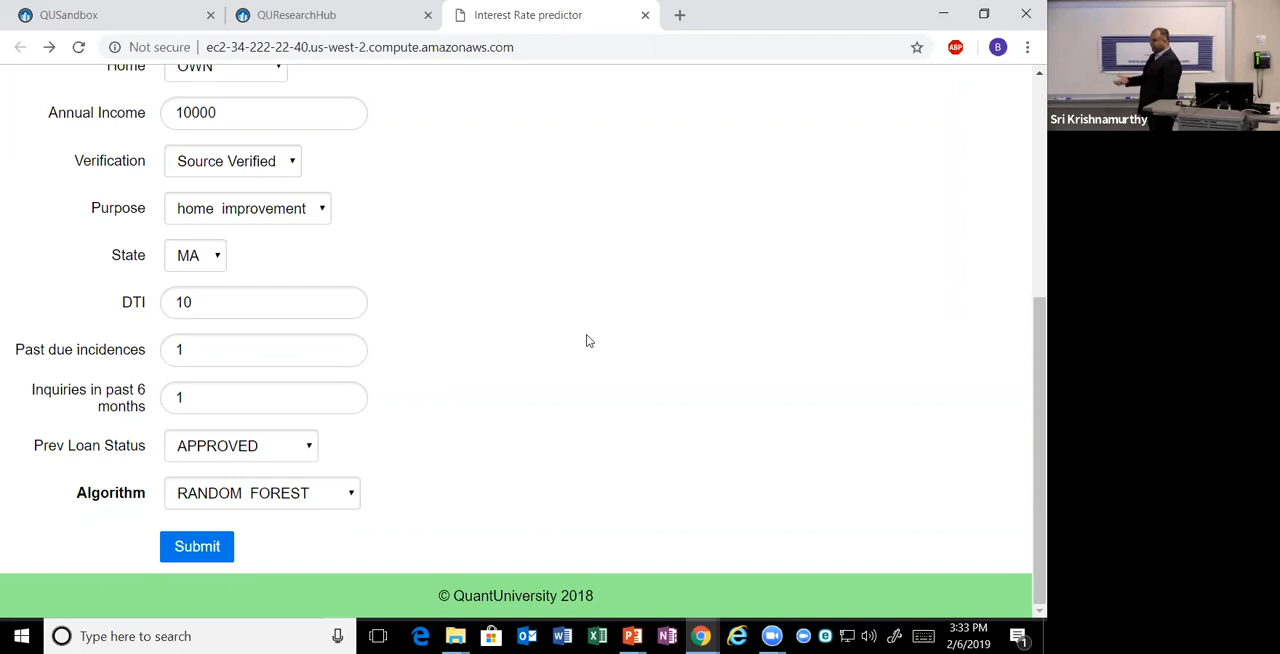 QUSandbox
QUResearchHub
Interest Rate predictor
Not secure | ec2-34-222-22-40.us-west-2.compute.amazonaws.com
ABP
B
Home OWN
Annual Income 10000
Verification Source Verified
Purpose home improvement
State MA
DTI 10
Past due incidences 1
Inquiries in past 6
months
1
Prev Loan Status APPROVED
Algorithm RANDOM FOREST
Submit
© QuantUniversity 2018
Type here to search
3:33 PM
2/6/2019
1
Sri Krishnamurthy